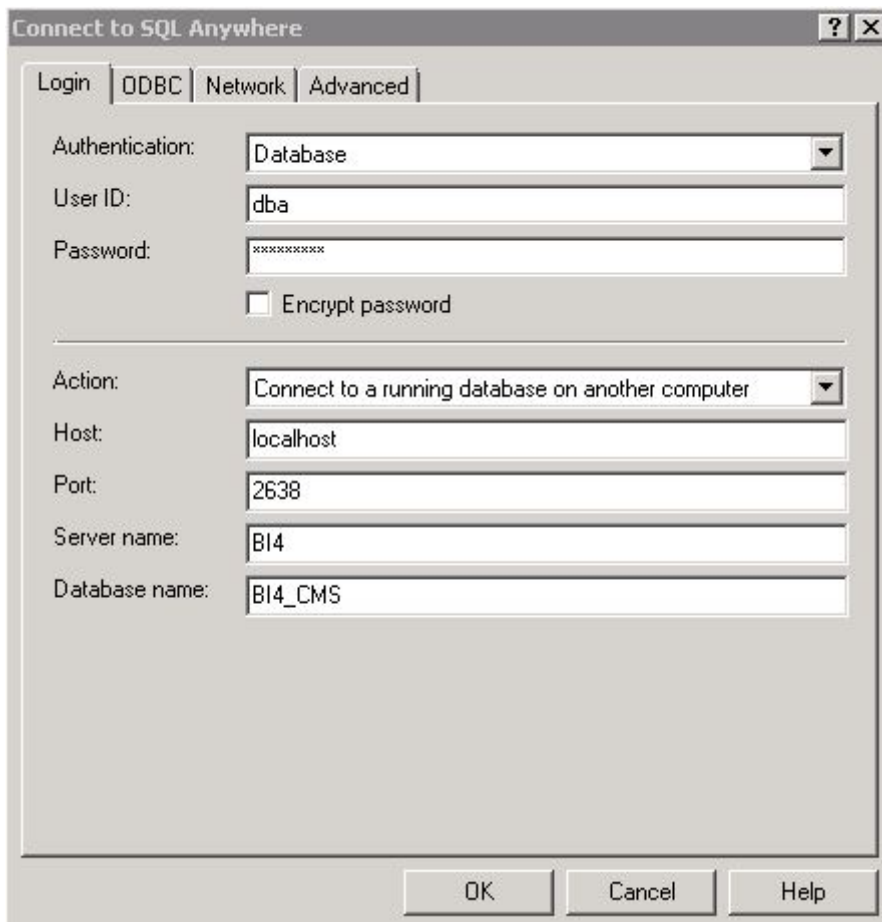 Connect to SQL Anywhere
Login ODBC Network Advanced
Authentication: Database
User ID: dba
Password: *********
Encrypt password
Action: Connect to a running database on another computer
Host: localhost
Port: 2638
Server name: BI4
Database name: BI4_CMS
OK Cancel Help